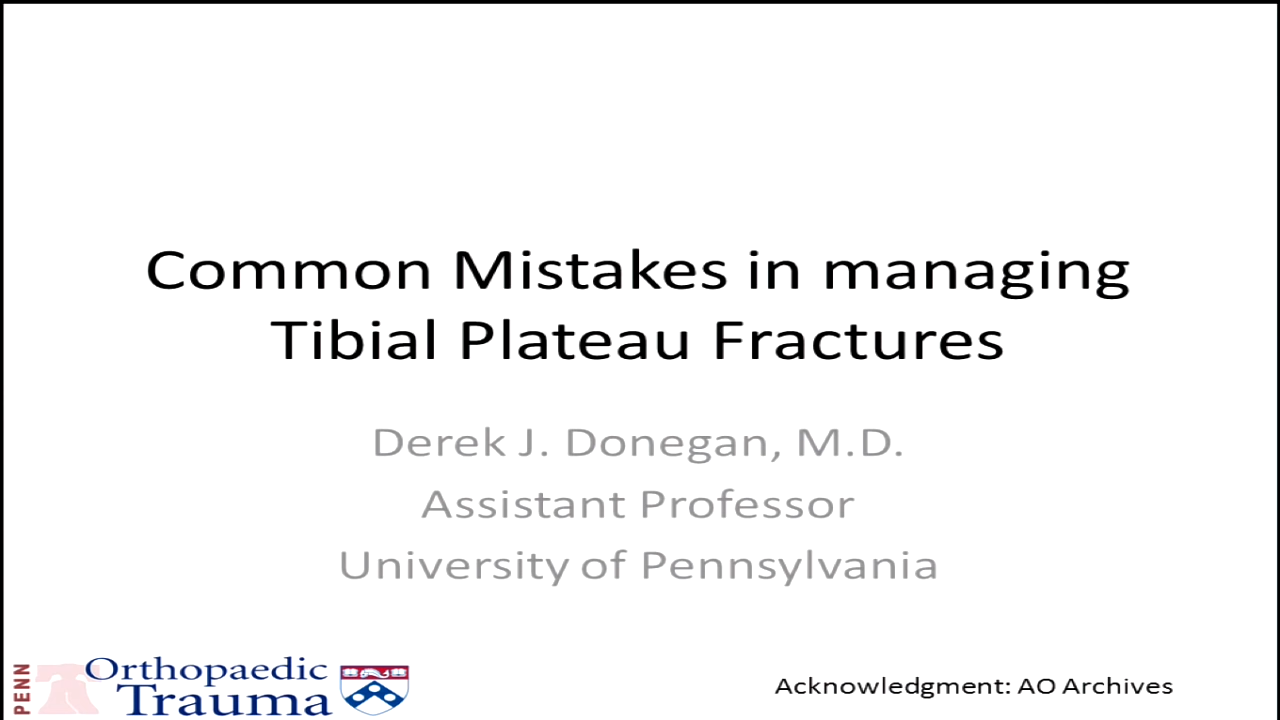 Common Mistakes in managing
Tibial Plateau Fractures
Derek J. Donegan, M.D.
Assistant Professor
University of Pennsylvania
PENN
Orthopaedic
Trauma
Acknowledgment: AO Archives